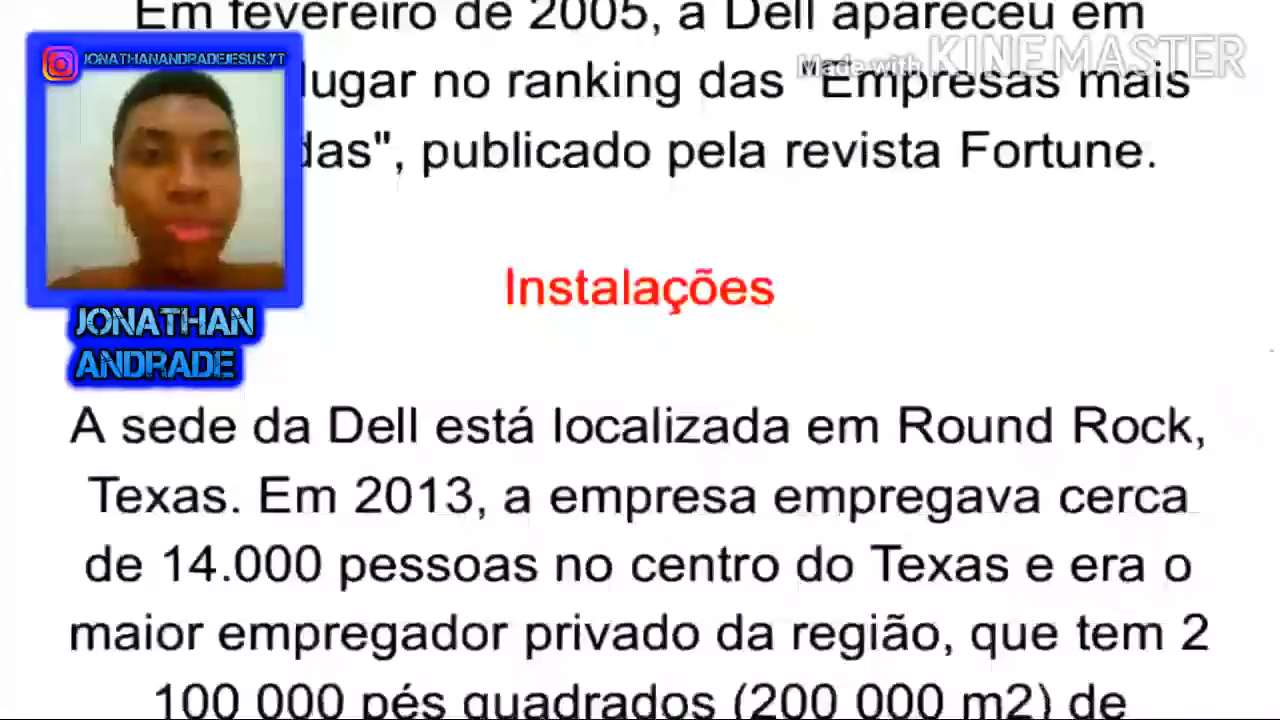 Em fevereiro de 2005, a Dell apareceu em
lugar no ranking das "Empresas mais
das", publicado pela revista Fortune.
Made with KINEMASTER
JONATHANANDRADEJESUS.YT
JONATHAN
ANDRADE
Instalações
A sede da Dell está localizada em Round Rock,
Texas. Em 2013, a empresa empregava cerca
de 14.000 pessoas no centro do Texas e era o
maior empregador privado da região, que tem 2
100 000 pés quadrados (200 000 m2) de